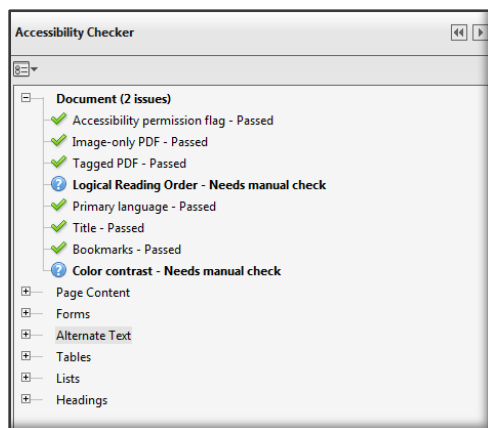 Accessibility Checker
Document (2 issues)
Accessibility permission flag - Passed
Image-only PDF - Passed
Tagged PDF - Passed
Logical Reading Order - Needs manual check
Primary language - Passed
Title - Passed
Bookmarks - Passed
Color contrast - Needs manual check
Page Content
Forms
Alternate Text
Tables
Lists
Headings